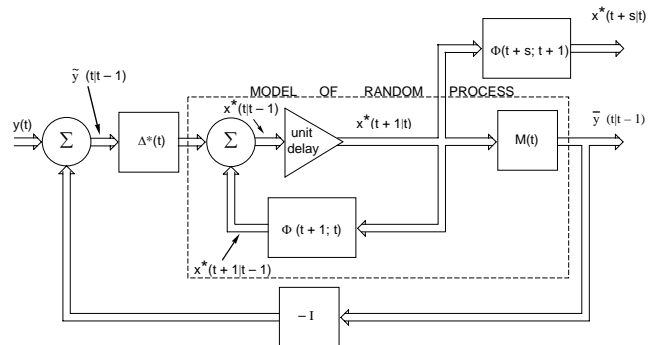 x*(t+s|t)
Φ(t+s; t+1)
ỹ (t|t−1)
MODEL OF RANDOM PROCESS
x*(t|t−1)
y(t)
Σ
Δ*(t)
Σ
unit
delay
x*(t+1|t)
M(t)
y̅ (t|t−1)
Φ (t+1; t)
x*(t+1|t−1)
− I